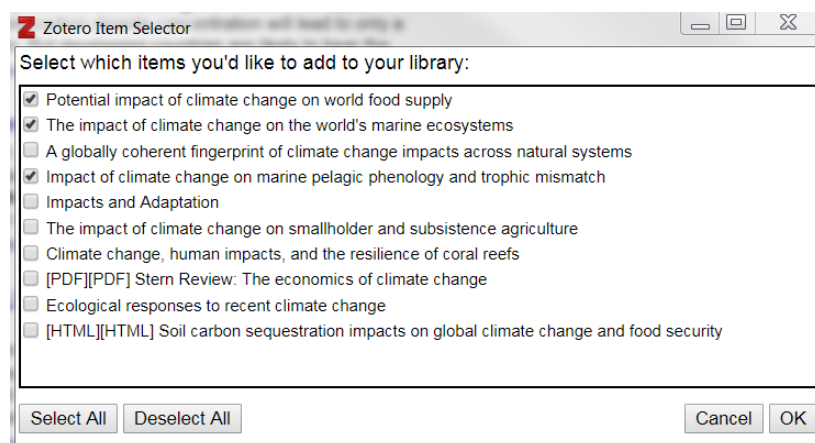 Zotero Item Selector
Select which items you'd like to add to your library:
Potential impact of climate change on world food supply
The impact of climate change on the world's marine ecosystems
A globally coherent fingerprint of climate change impacts across natural systems
Impact of climate change on marine pelagic phenology and trophic mismatch
Impacts and Adaptation
The impact of climate change on smallholder and subsistence agriculture
Climate change, human impacts, and the resilience of coral reefs
[PDF][PDF] Stern Review: The economics of climate change
Ecological responses to recent climate change
[HTML][HTML] Soil carbon sequestration impacts on global climate change and food security
Select All Deselect All Cancel OK